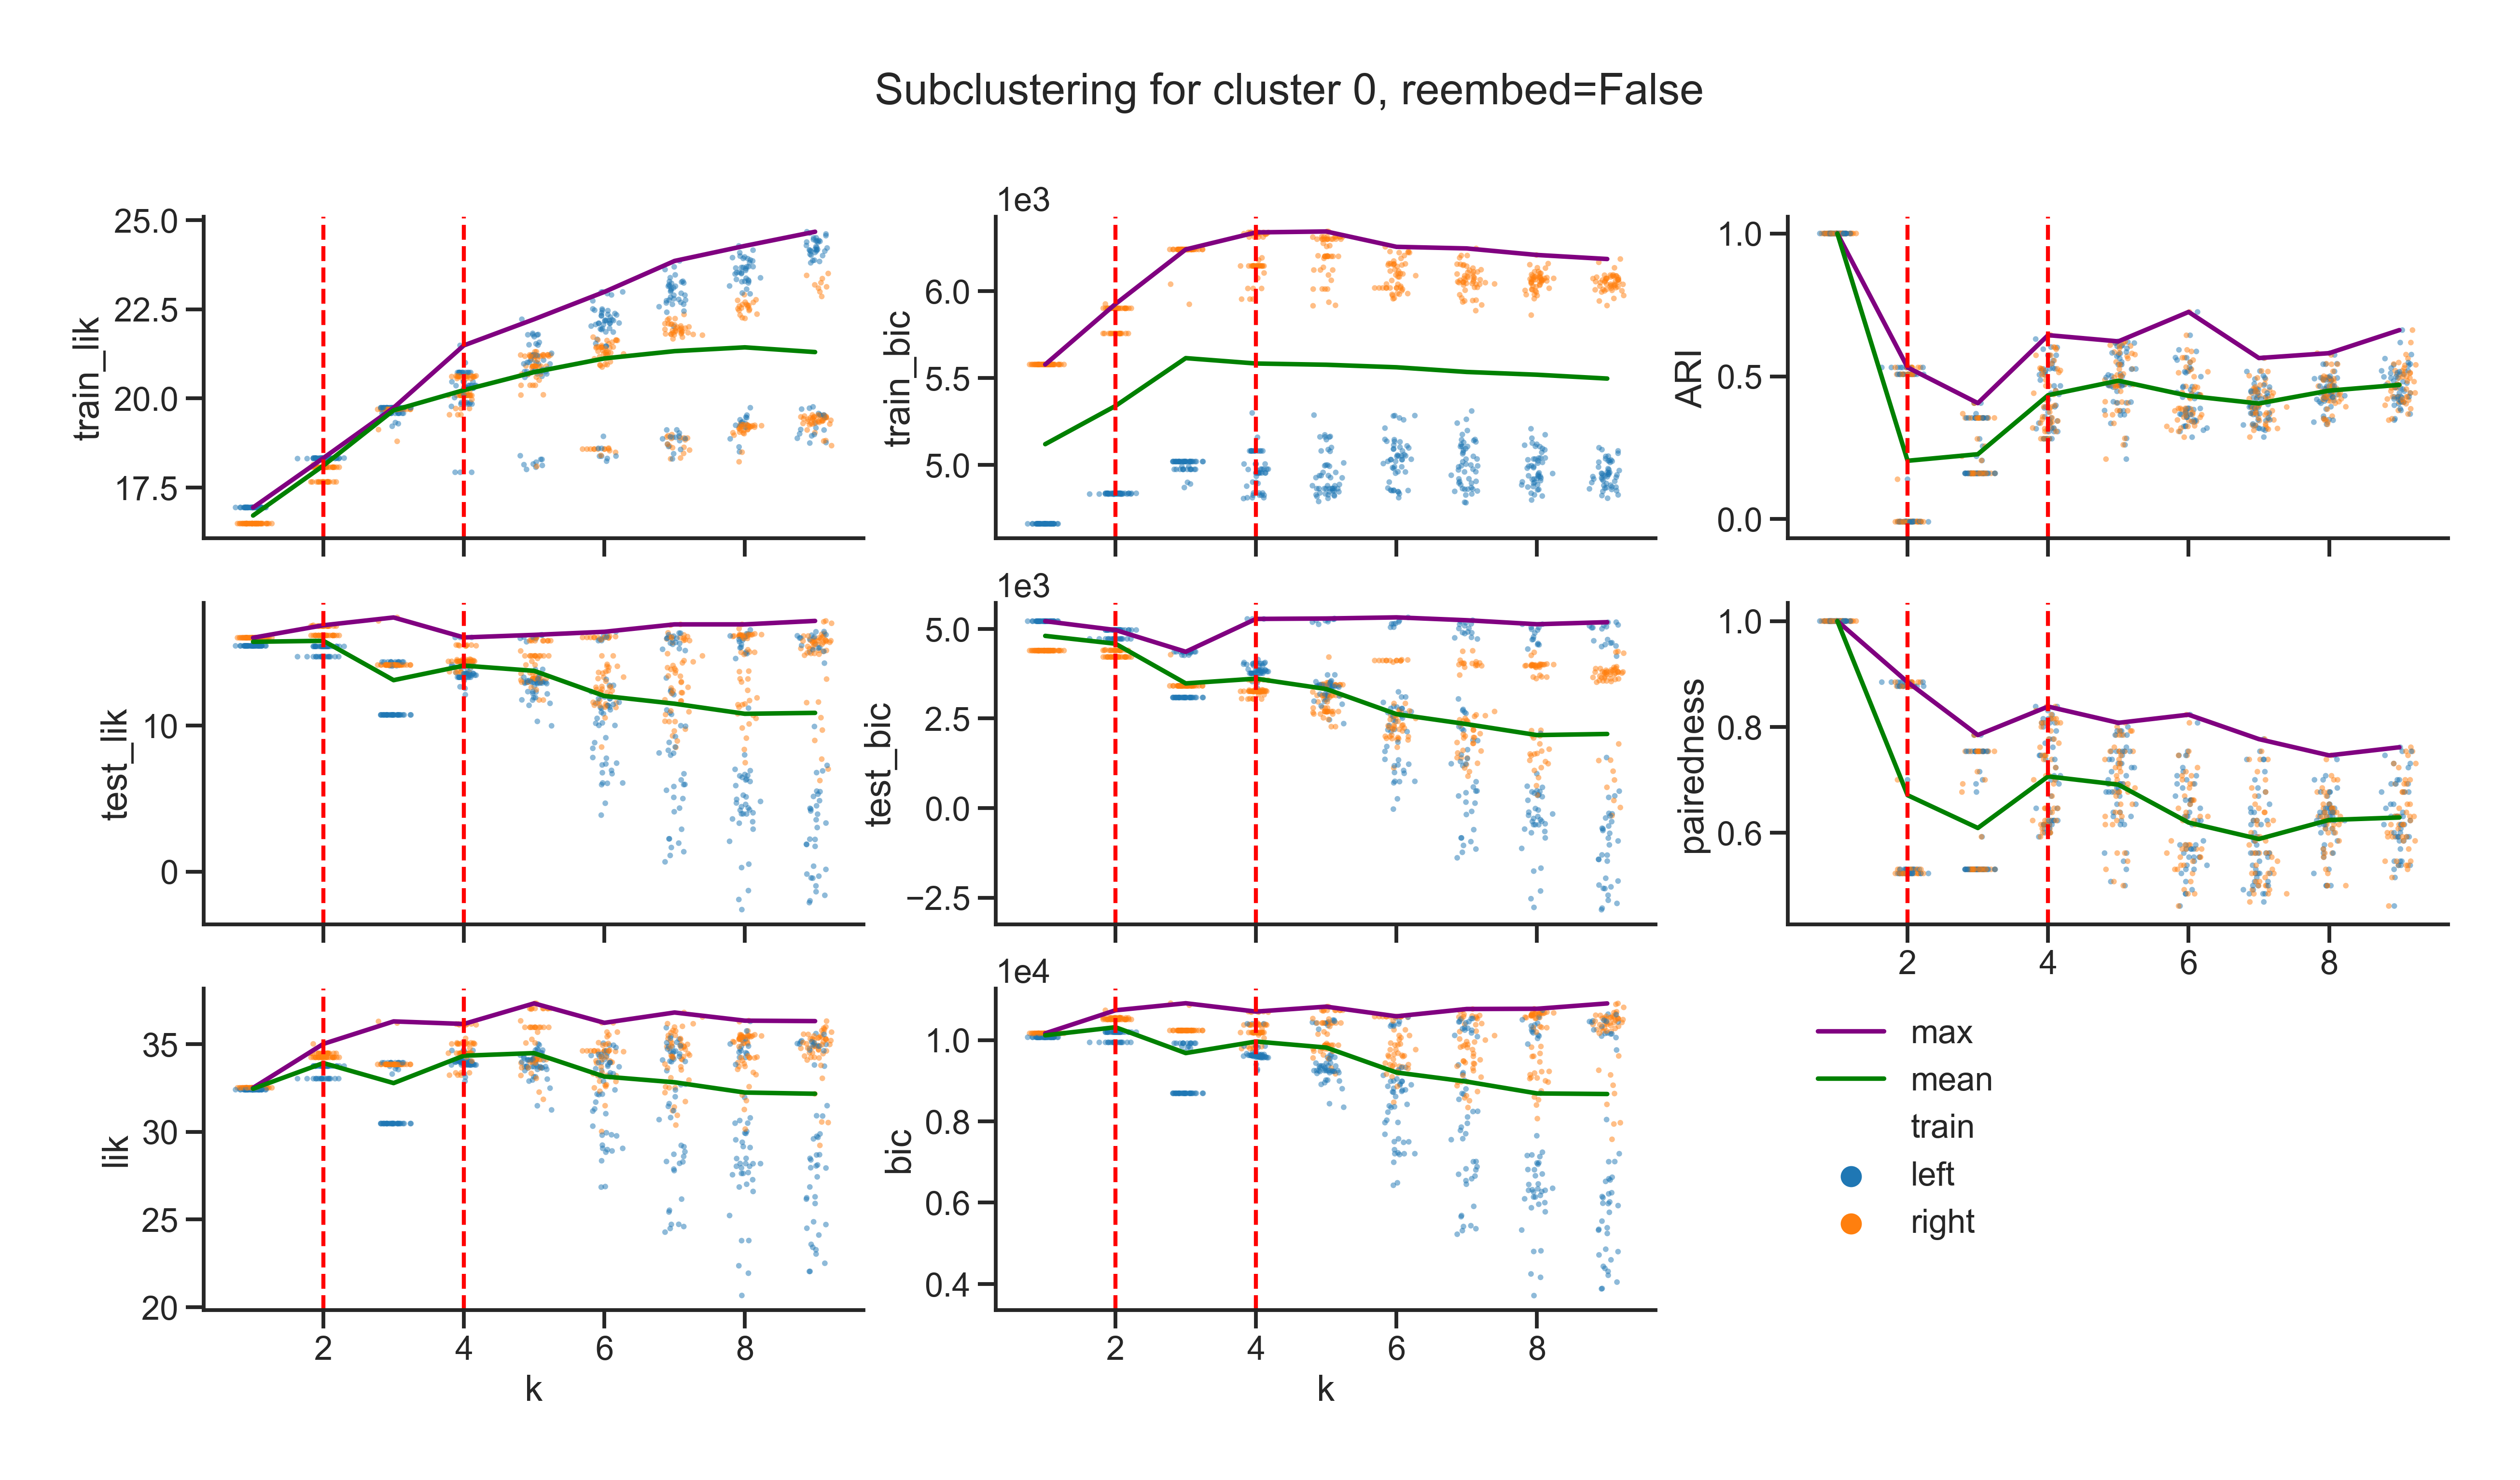 Subclustering for cluster 0, reembed=False
train_lik
25.0
22.5
20.0
17.5
1e3
train_bic
6.0
5.5
5.0
ARI
1.0
0.5
0.0
test_lik
10
0
1e3
test_bic
5.0
2.5
0.0
−2.5
pairedness
1.0
0.8
0.6
2 4 6 8
lik
35
30
25
20
2 4 6 8
k
1e4
bic
1.0
0.8
0.6
0.4
2 4 6 8
k
max
mean
train
left
right